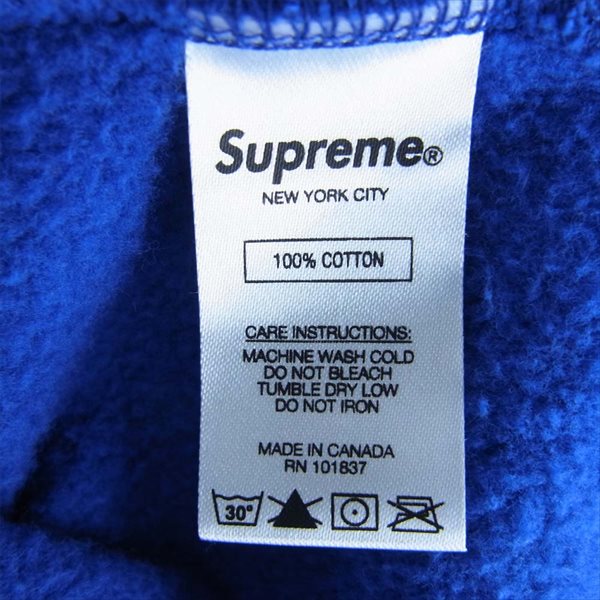 Supreme®
NEW YORK CITY
100% COTTON
CARE INSTRUCTIONS:
MACHINE WASH COLD
DO NOT BLEACH
TUMBLE DRY LOW
DO NOT IRON
MADE IN CANADA
RN 101837
30°